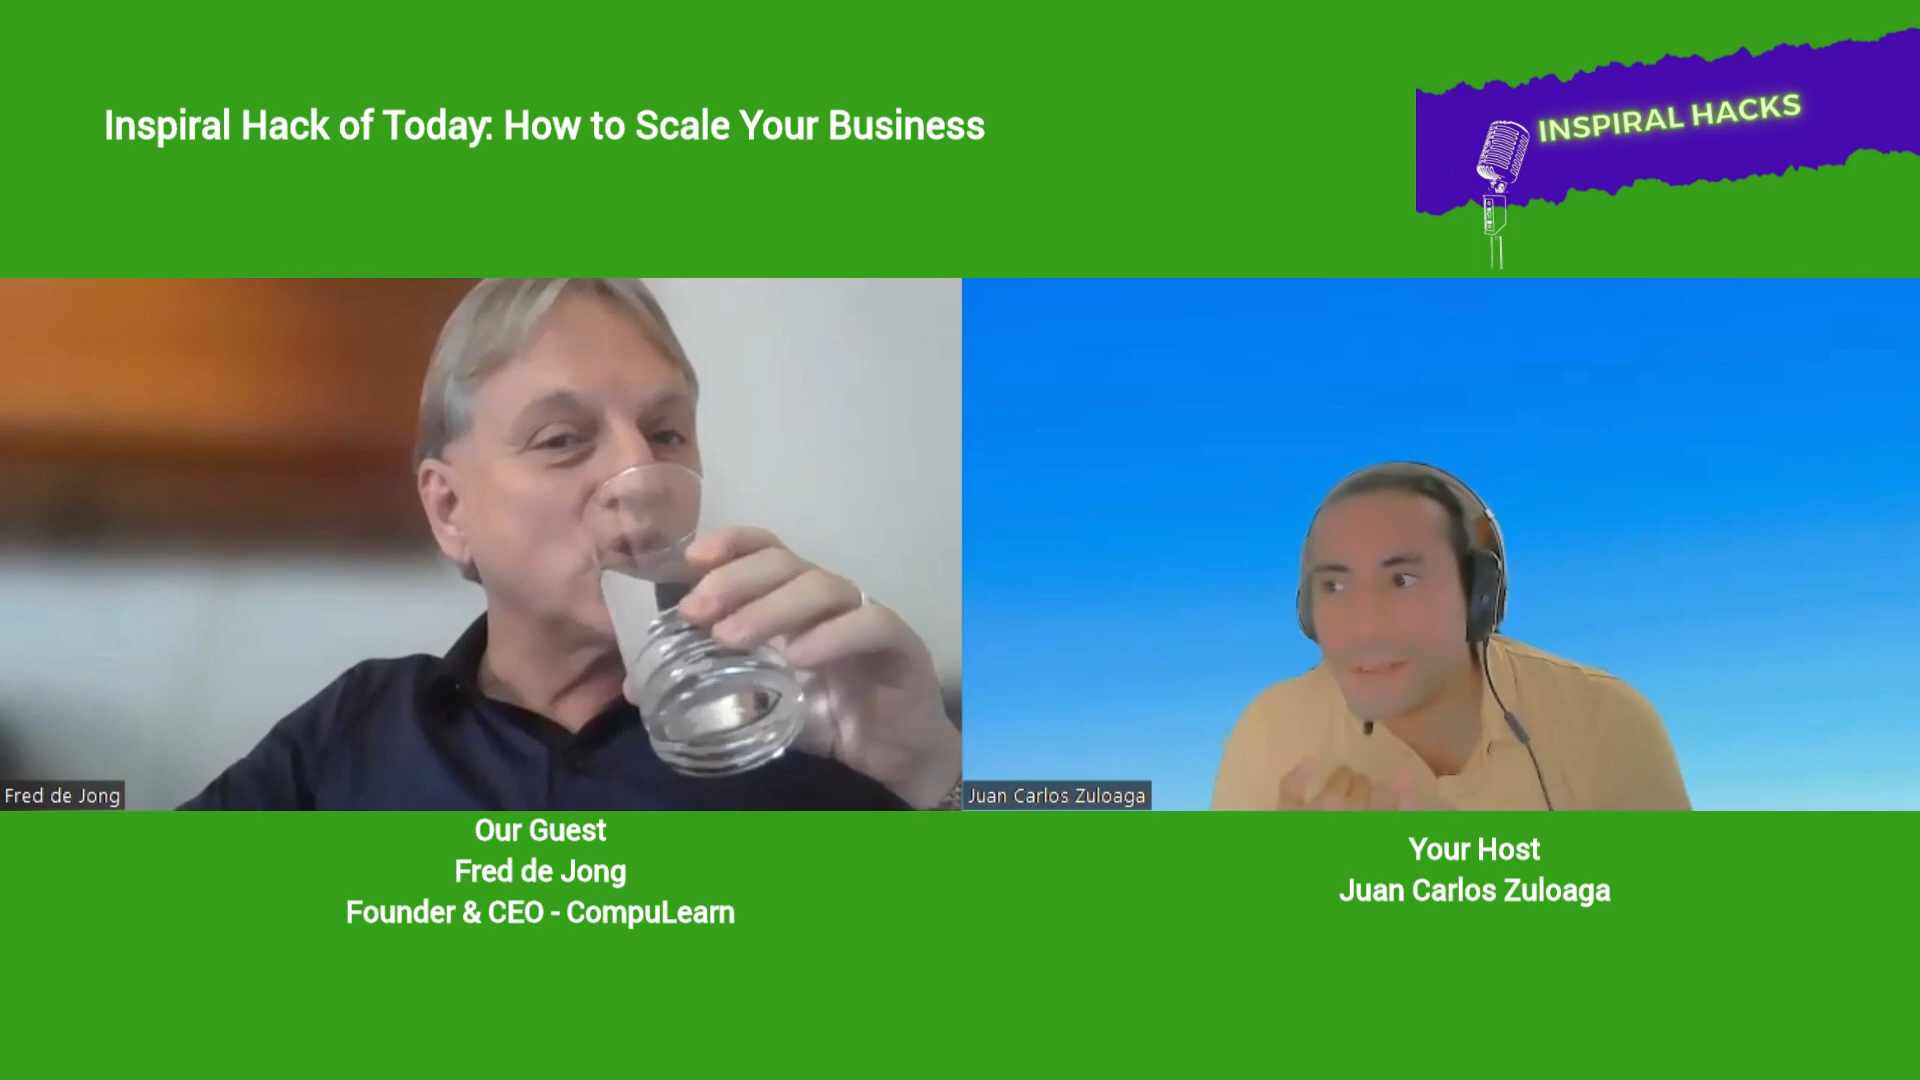 Inspiral Hack of Today: How to Scale Your Business
INSPIRAL HACKS
Fred de Jong
Juan Carlos Zuloaga
Our Guest
Fred de Jong
Founder & CEO - CompuLearn
Your Host
Juan Carlos Zuloaga